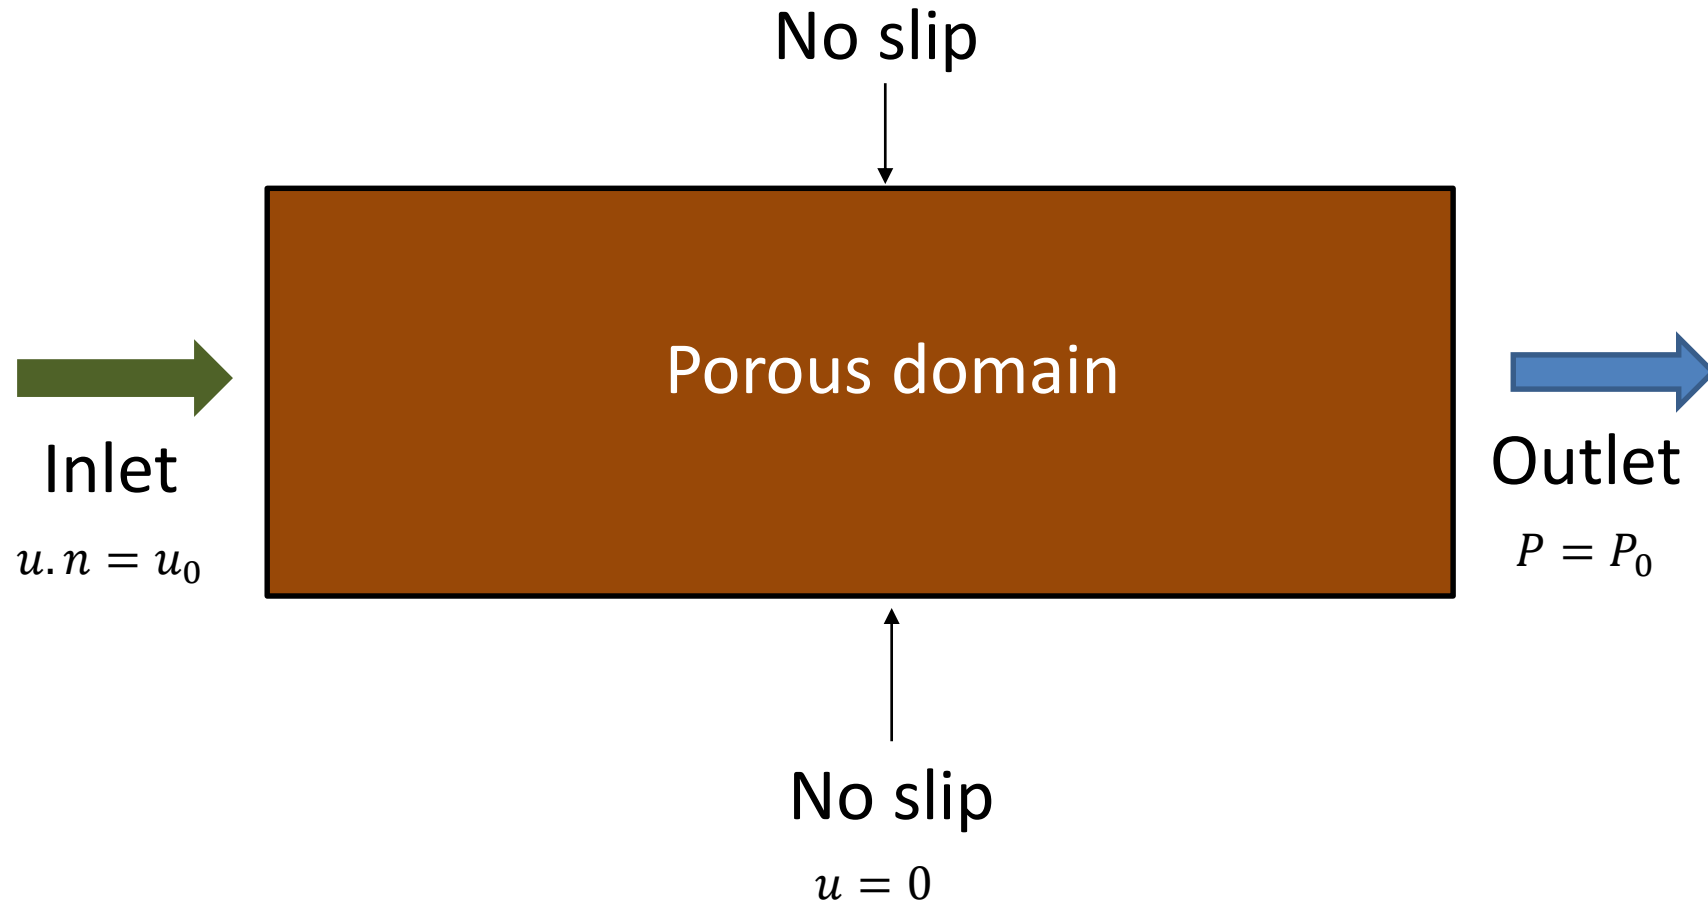 No slip
Porous domain
Inlet
Outlet
u.n = u₀
P = P₀
No slip
u = 0